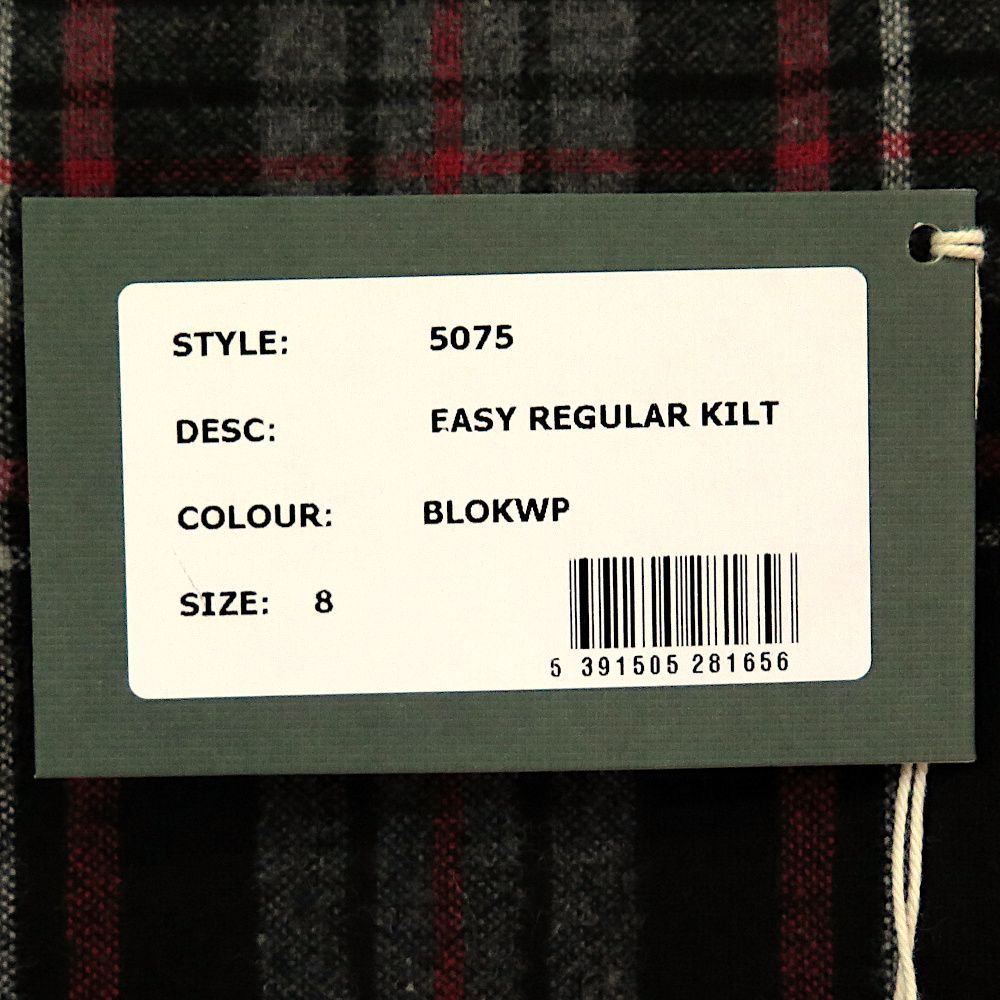 STYLE: 5075
DESC: EASY REGULAR KILT
COLOUR: BLOKWP
SIZE: 8
5 391505 281656